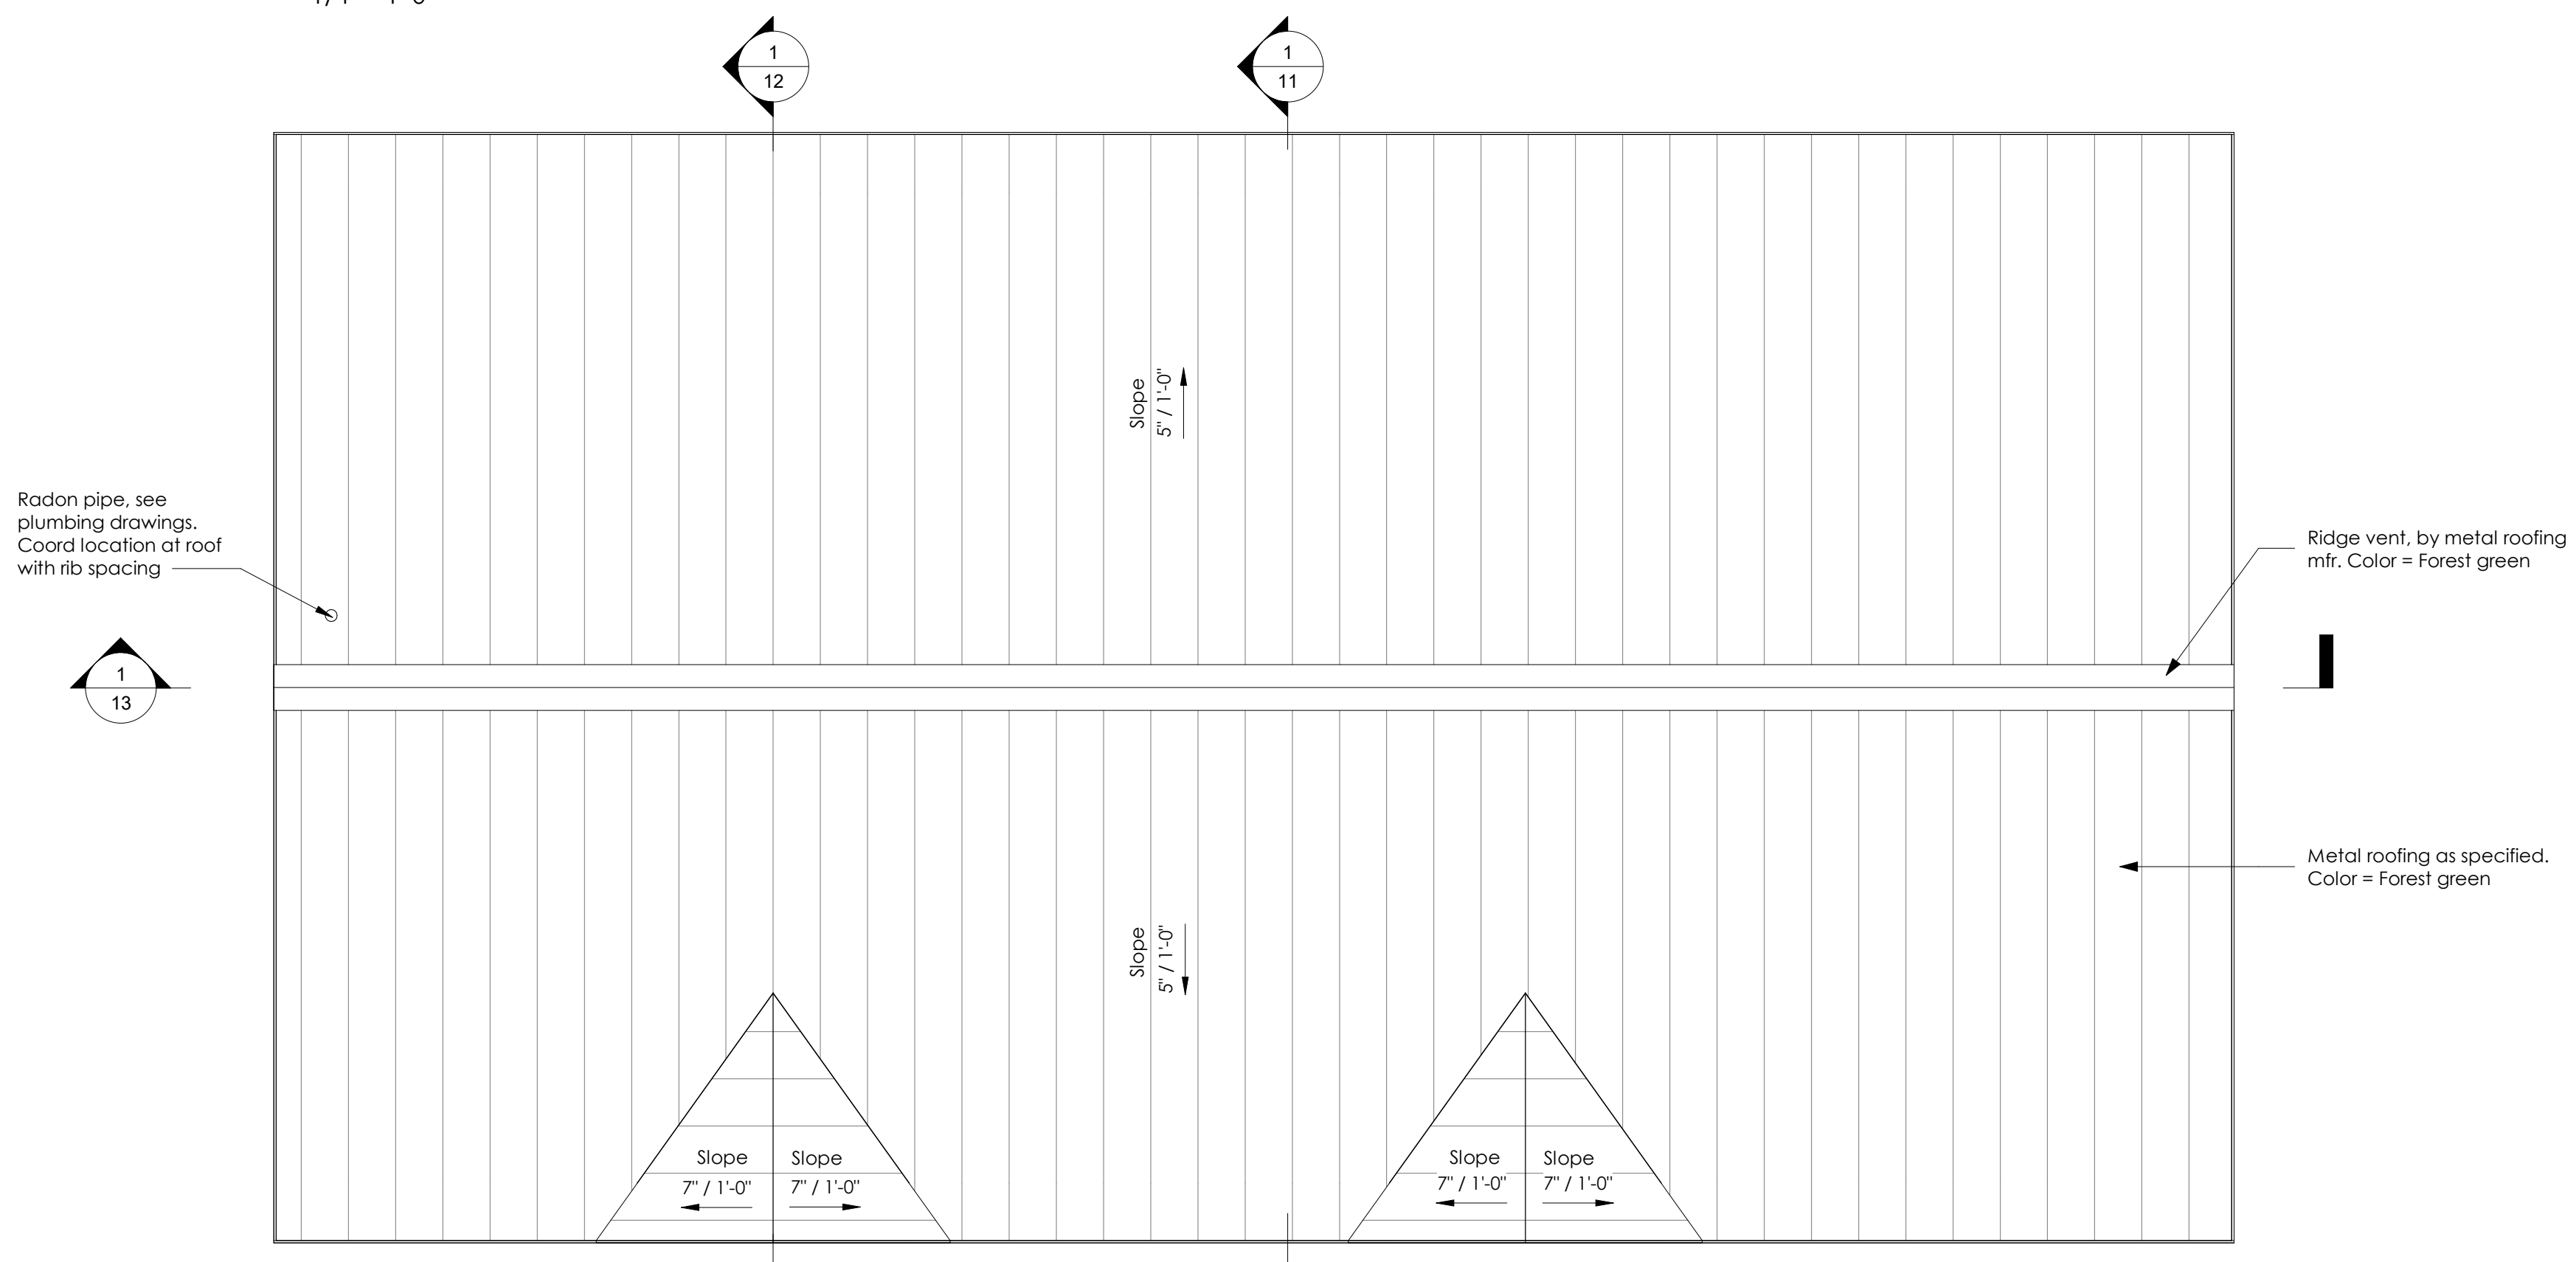 1
12
1
11
Slope
5" / 1'-0"
Radon pipe, see
plumbing drawings.
Coord location at roof
with rib spacing
Ridge vent, by metal roofing
mfr. Color = Forest green
1
13
Metal roofing as specified.
Color = Forest green
Slope
5" / 1'-0"
Slope
7" / 1'-0"
Slope
7" / 1'-0"
Slope
7" / 1'-0"
Slope
7" / 1'-0"